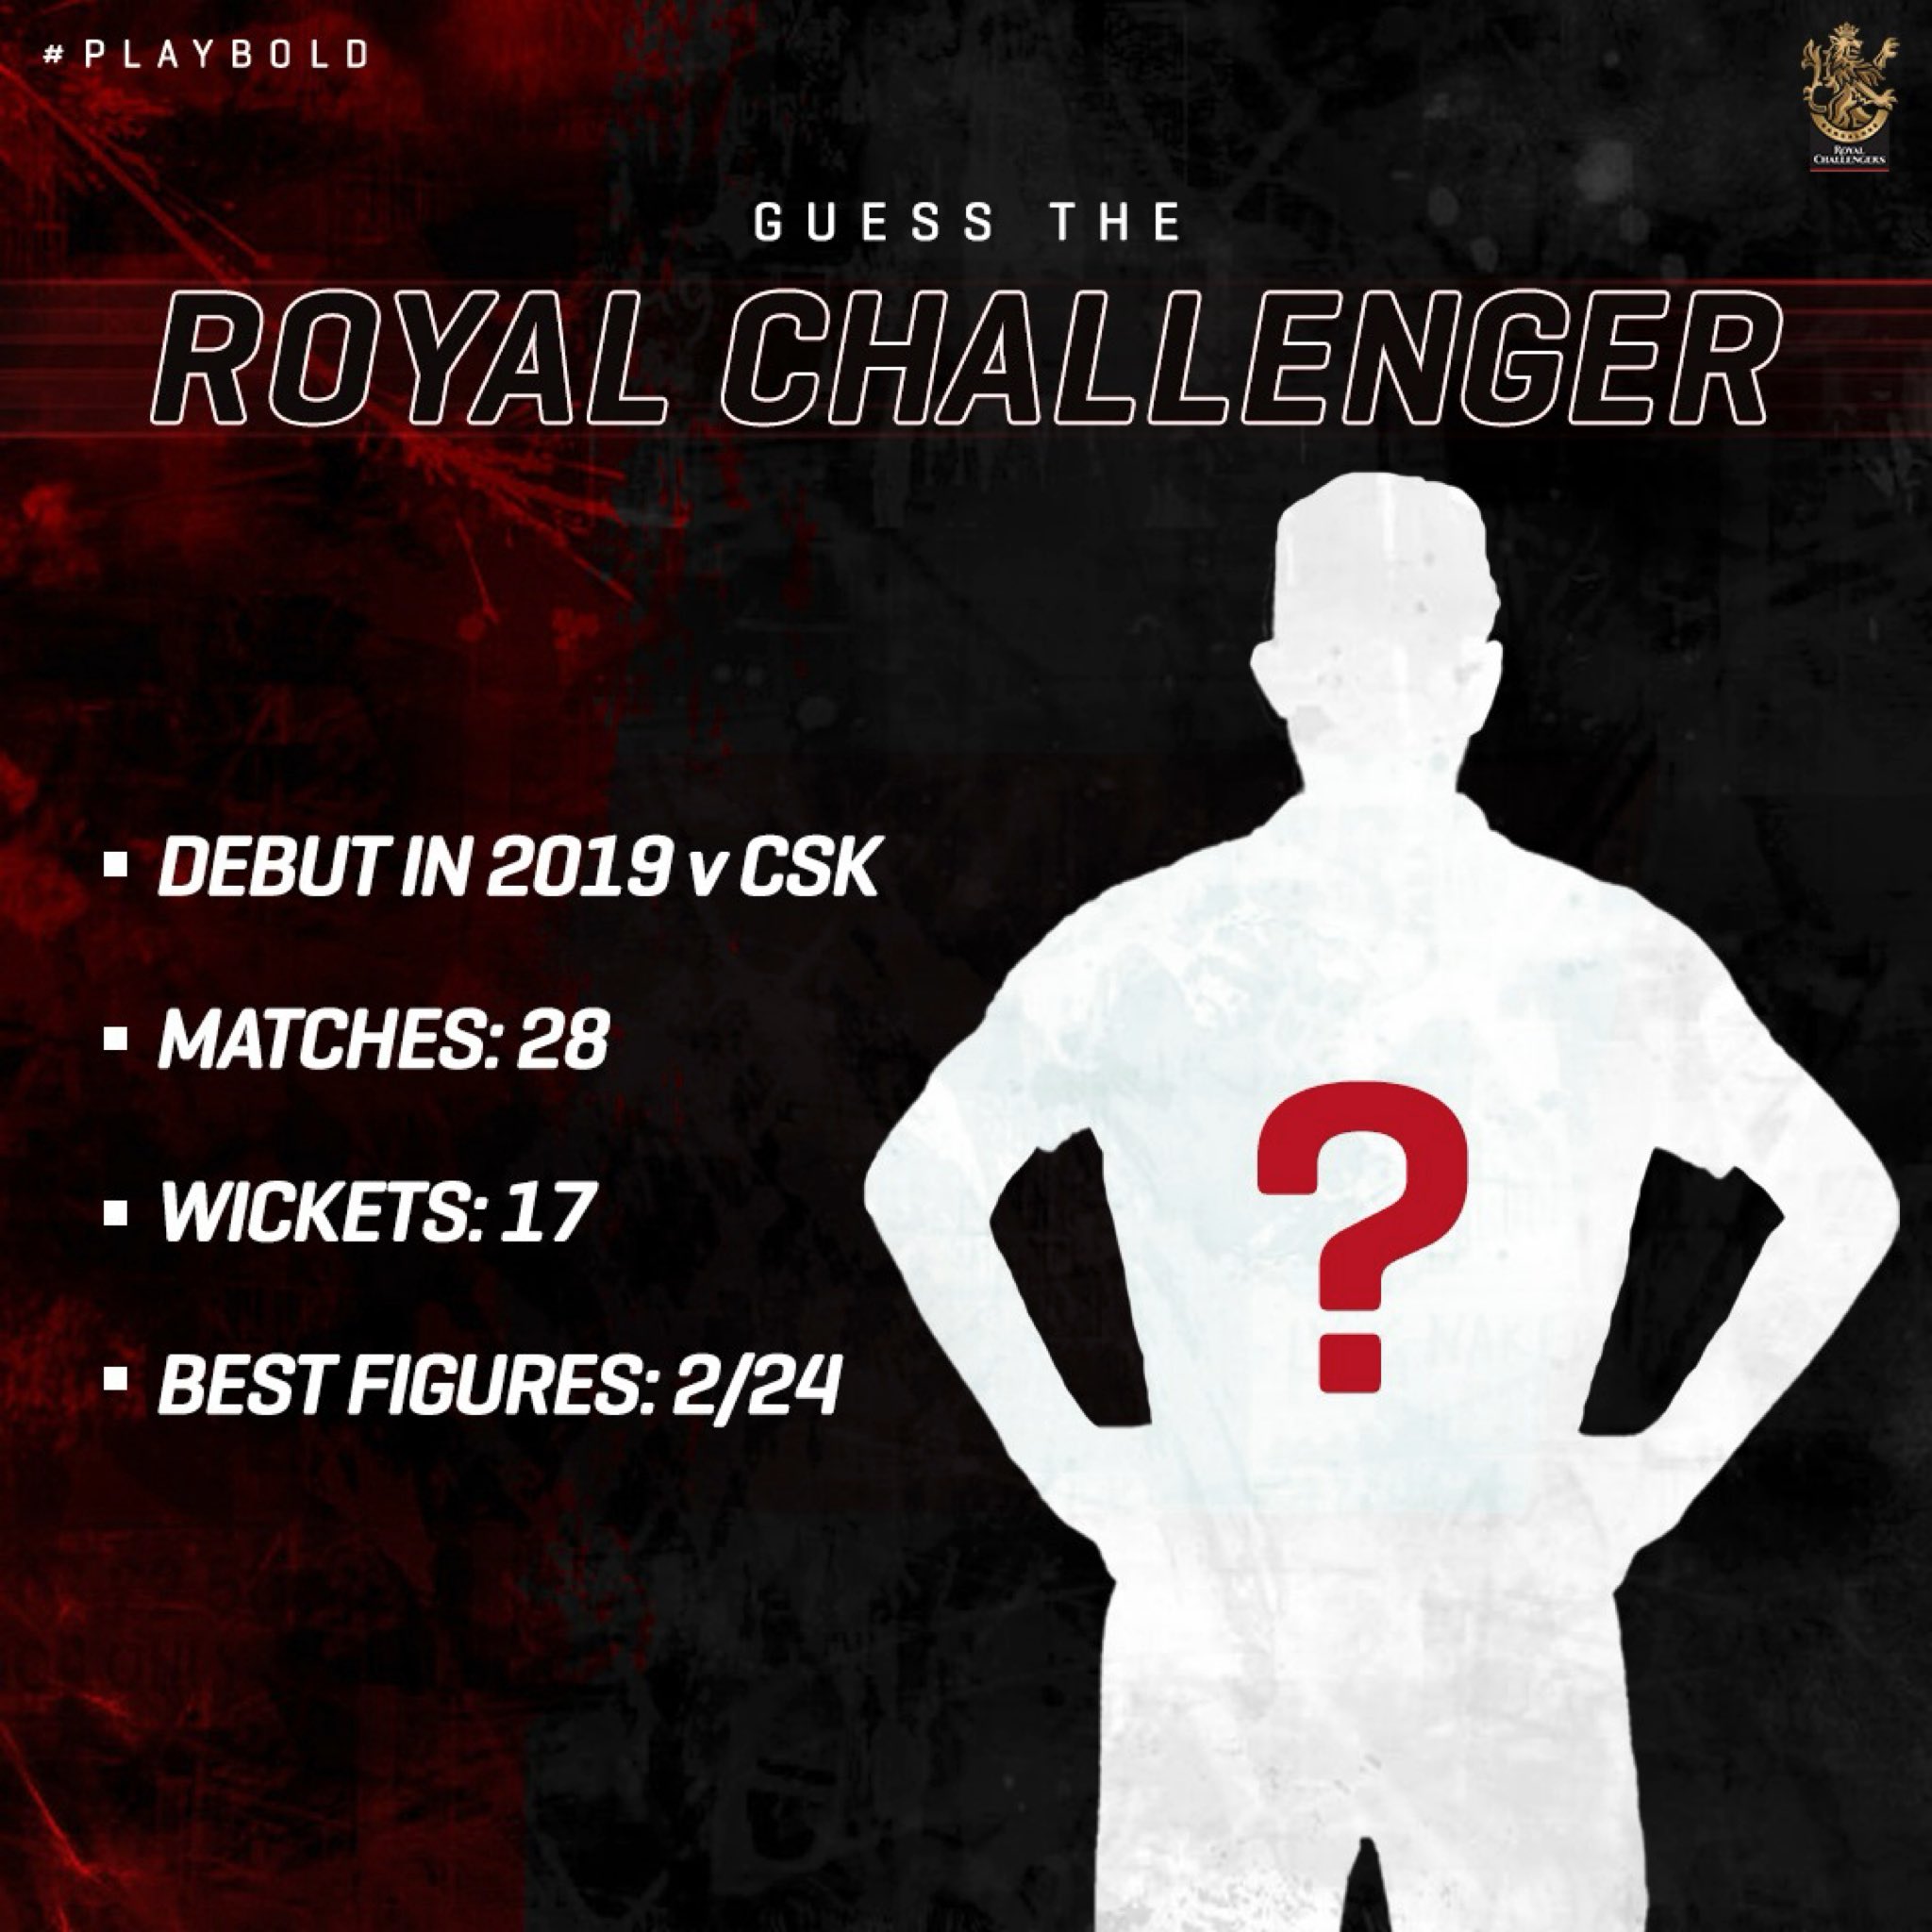 #PLAYBOLD
BANGALORE
ROYAL
CHALLENGERS
GUESS THE
ROYAL CHALLENGER
▪ DEBUT IN 2019 v CSK
▪ MATCHES: 28
▪ WICKETS: 17
▪ BEST FIGURES: 2/24
?